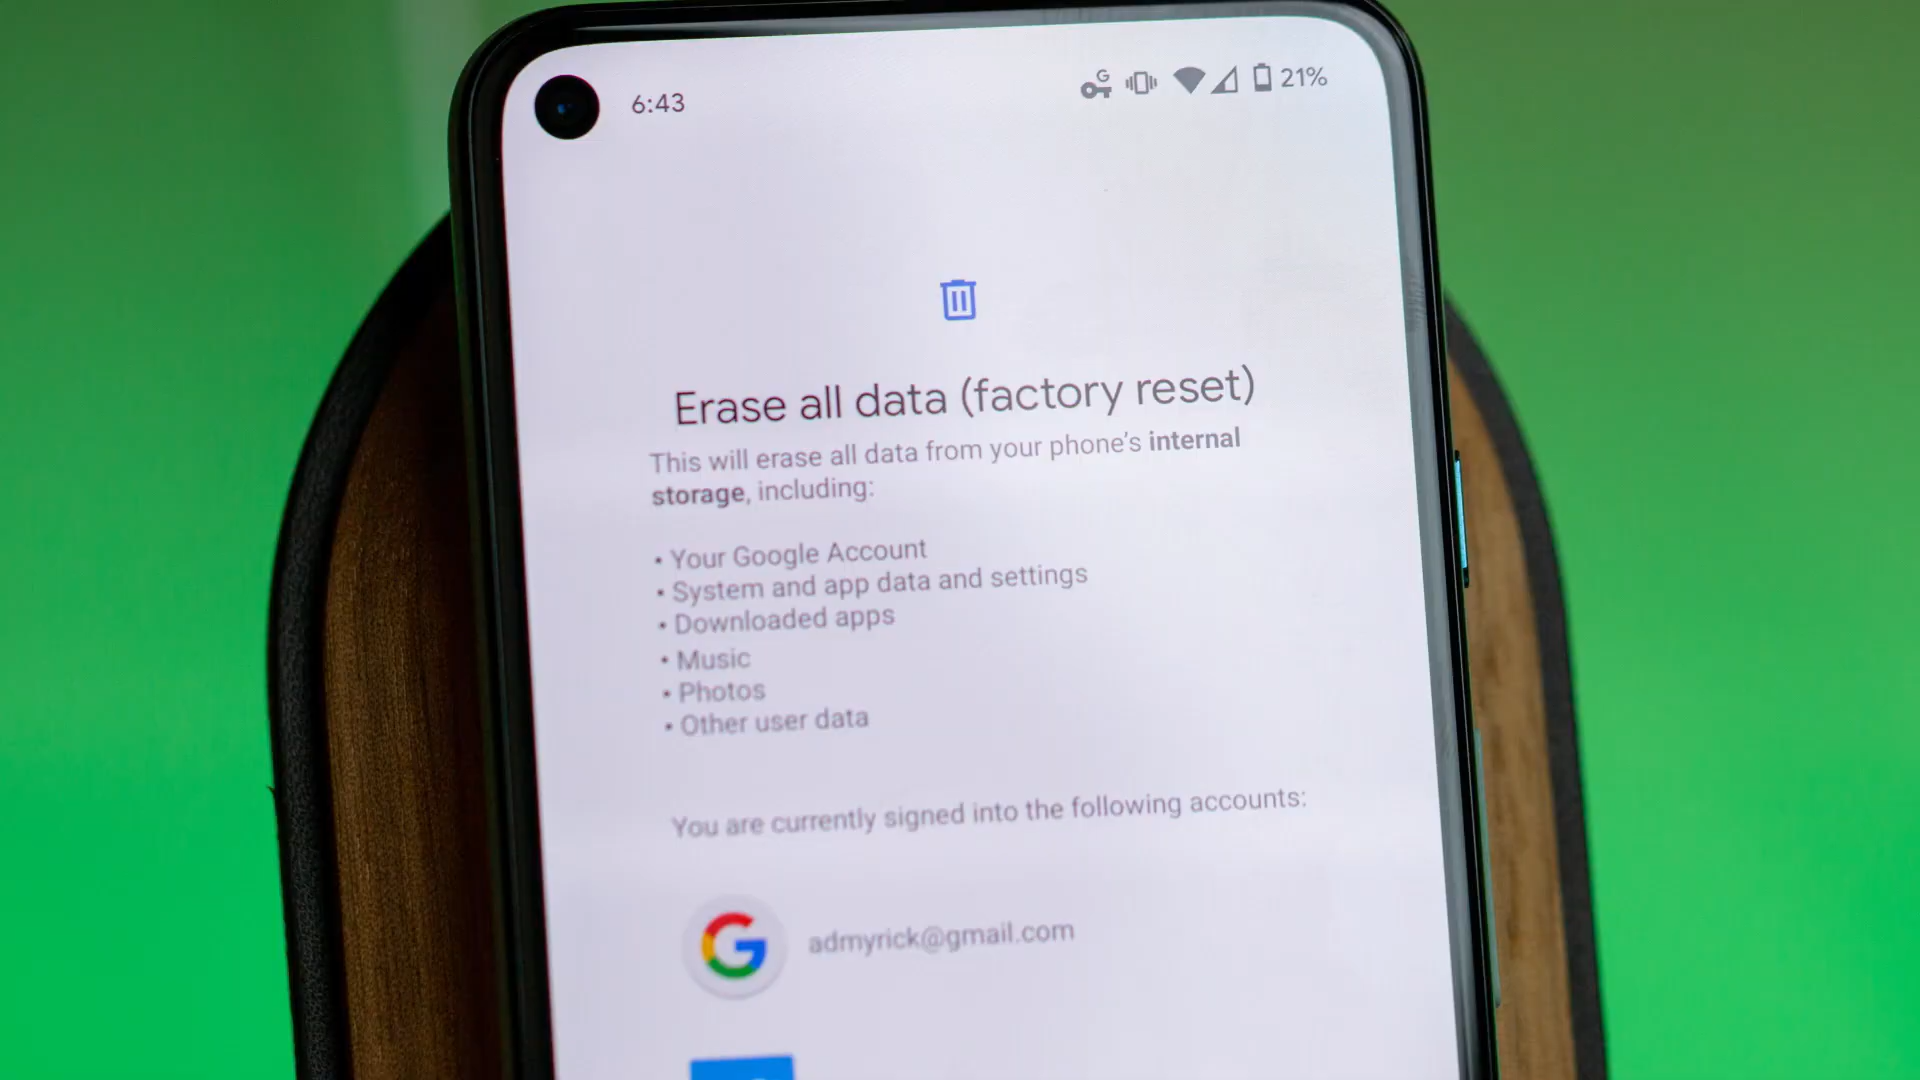 6:43
G
21%
Erase all data (factory reset)
This will erase all data from your phone's internal
storage, including:
• Your Google Account
• System and app data and settings
• Downloaded apps
• Music
• Photos
• Other user data
You are currently signed into the following accounts:
G
admyrick@gmail.com